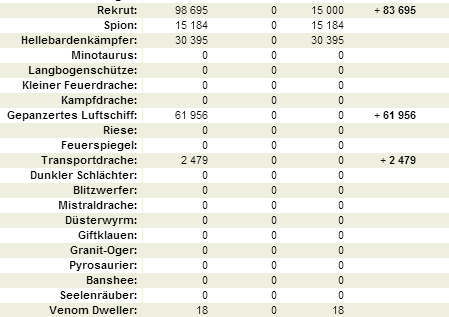 Rekrut: 98 695 0 15 000 + 83 695
Spion: 15 184 0 15 184
Hellebardenkämpfer: 30 395 0 30 395
Minotaurus: 0 0 0
Langbogenschütze: 0 0 0
Kleiner Feuerdrache: 0 0 0
Kampfdrache: 0 0 0
Gepanzertes Luftschiff: 61 956 0 0 + 61 956
Riese: 0 0 0
Feuerspiegel: 0 0 0
Transportdrache: 2 479 0 0 + 2 479
Dunkler Schlächter: 0 0 0
Blitzwerfer: 0 0 0
Mistraldrache: 0 0 0
Düsterwyrm: 0 0 0
Giftklauen: 0 0 0
Granit-Oger: 0 0 0
Pyrosaurier: 0 0 0
Banshee: 0 0 0
Seelenräuber: 0 0 0
Venom Dweller: 18 0 18